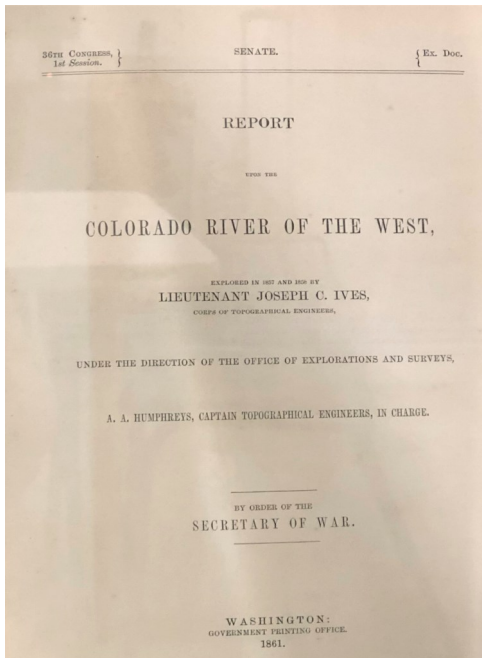 36TH CONGRESS, } SENATE. { Ex. Doc.
1st Session.
REPORT
UPON THE
COLORADO RIVER OF THE WEST,
EXPLORED IN 1857 AND 1858 BY
LIEUTENANT JOSEPH C. IVES,
CORPS OF TOPOGRAPHICAL ENGINEERS,
UNDER THE DIRECTION OF THE OFFICE OF EXPLORATIONS AND SURVEYS,
A. A. HUMPHREYS, CAPTAIN TOPOGRAPHICAL ENGINEERS, IN CHARGE.
BY ORDER OF THE
SECRETARY OF WAR.
WASHINGTON:
GOVERNMENT PRINTING OFFICE.
1861.